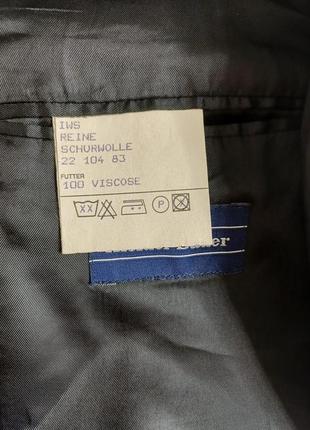 IWS
REINE
SCHURWOLLE
22 104 83
FUTTER
100 VISCOSE
P